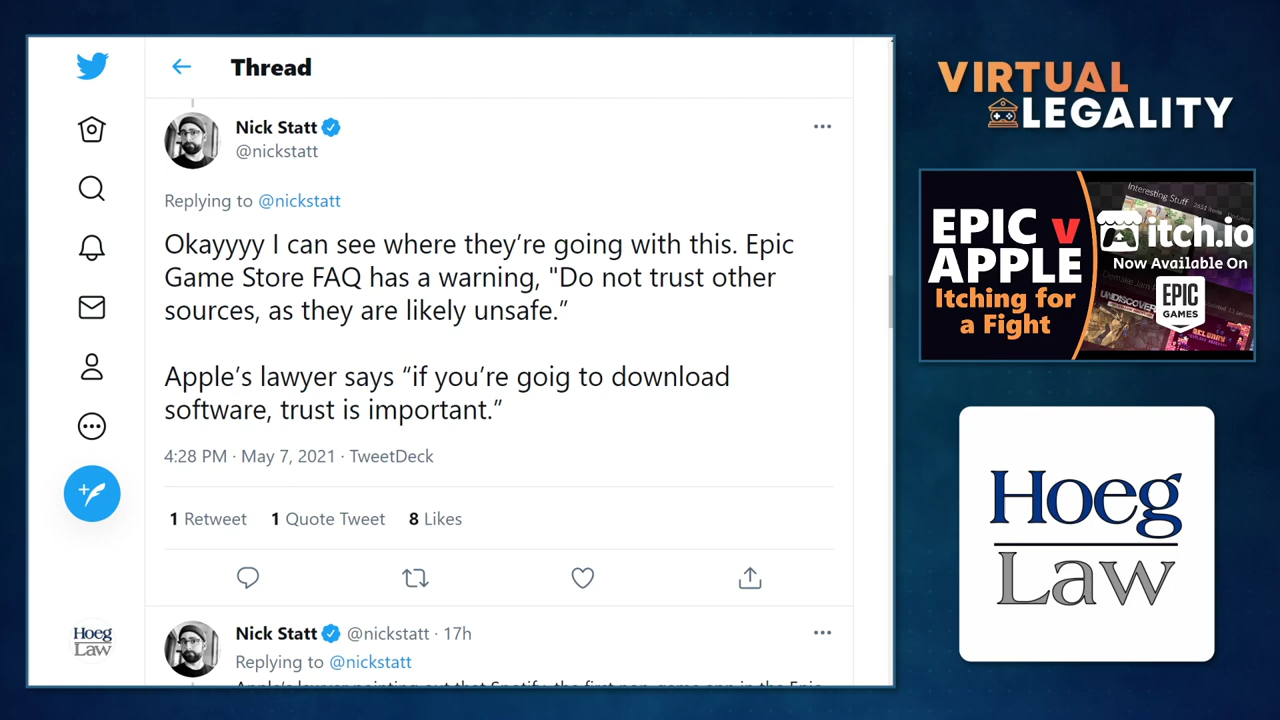 Thread
Nick Statt
@nickstatt
Replying to @nickstatt
Okayyyy I can see where they’re going with this. Epic
Game Store FAQ has a warning, "Do not trust other
sources, as they are likely unsafe.”
Apple’s lawyer says “if you’re goig to download
software, trust is important.”
4:28 PM · May 7, 2021 · TweetDeck
1 Retweet 1 Quote Tweet 8 Likes
Nick Statt @nickstatt · 17h
Replying to @nickstatt
Hoeg
Law
VIRTUAL
LEGALITY
EPIC v
APPLE
Itching for
a Fight
Interesting Stuff
itch.io
Now Available On
EPIC
GAMES
Hoeg
Law